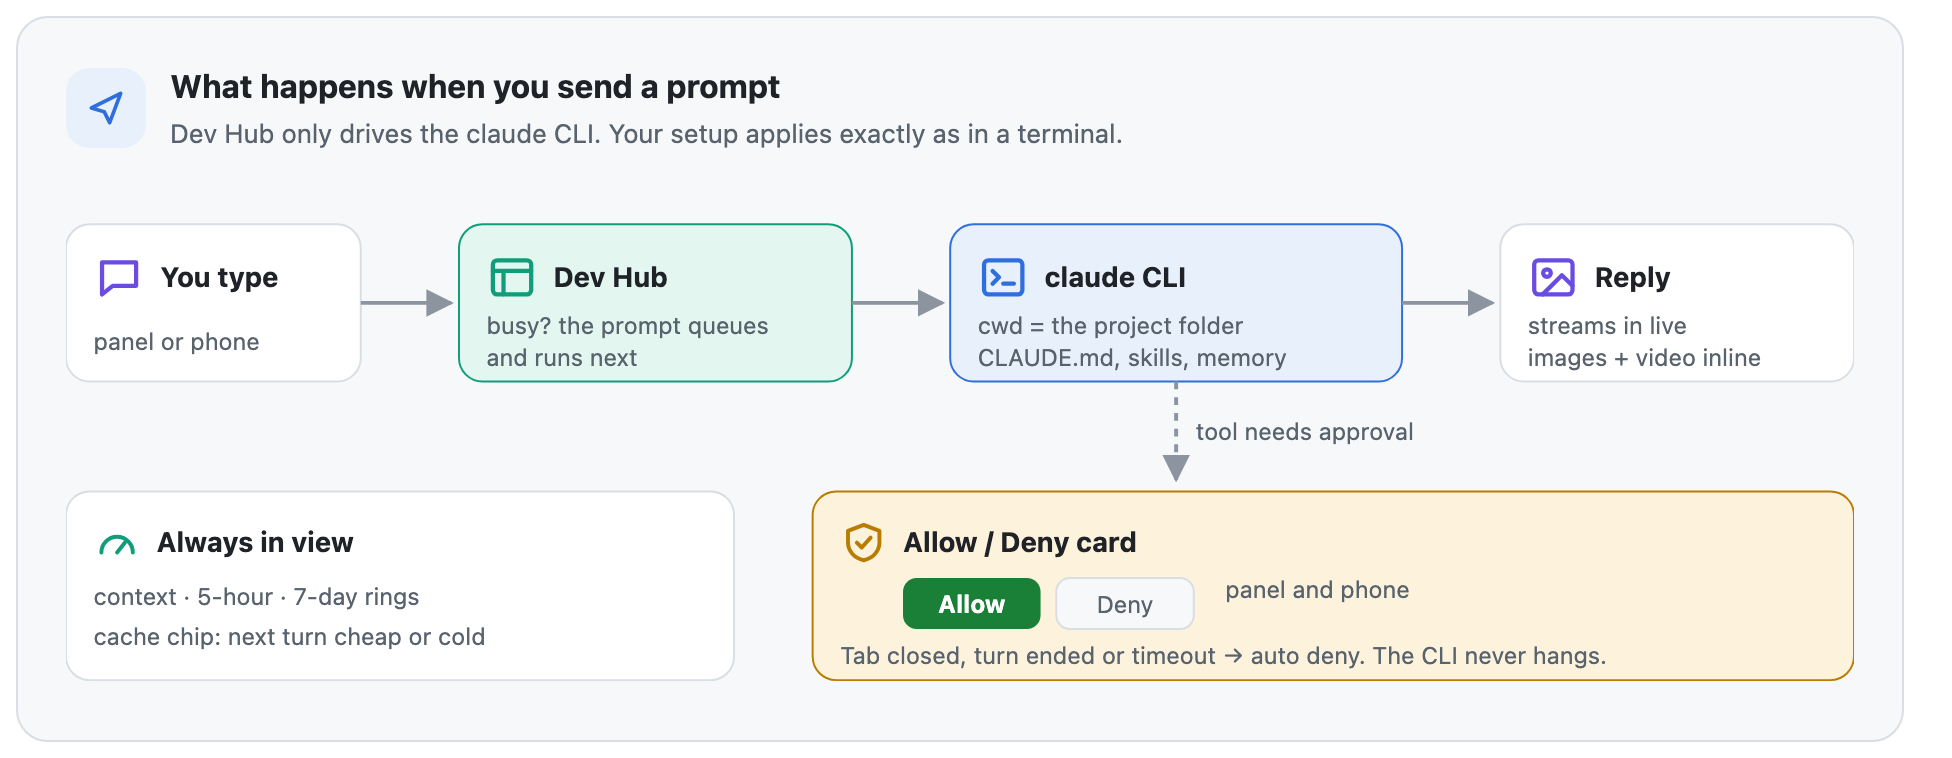 What happens when you send a prompt
Dev Hub only drives the claude CLI. Your setup applies exactly as in a terminal.
You type
panel or phone
Dev Hub
busy? the prompt queues
and runs next
claude CLI
cwd = the project folder
CLAUDE.md, skills, memory
Reply
streams in live
images + video inline
tool needs approval
Always in view
context · 5-hour · 7-day rings
cache chip: next turn cheap or cold
Allow / Deny card
Allow
Deny
panel and phone
Tab closed, turn ended or timeout → auto deny. The CLI never hangs.